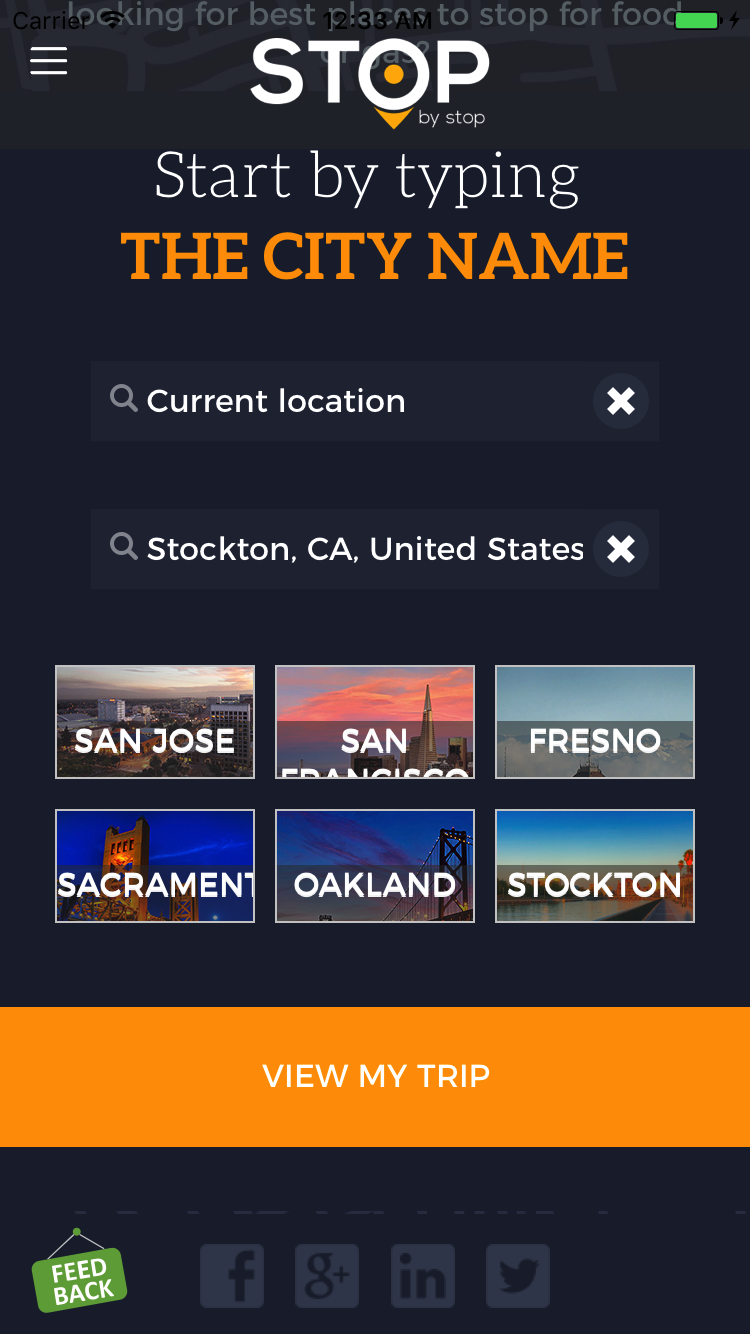 looking for best places to stop for food
Carrier 12:33 AM
or gas?
STOP
by stop
Start by typing
THE CITY NAME
Current location
Stockton, CA, United States
SAN JOSE
SAN
FRANCISCO
FRESNO
SACRAMENT
OAKLAND
STOCKTON
VIEW MY TRIP
FEED
BACK
f g+ in